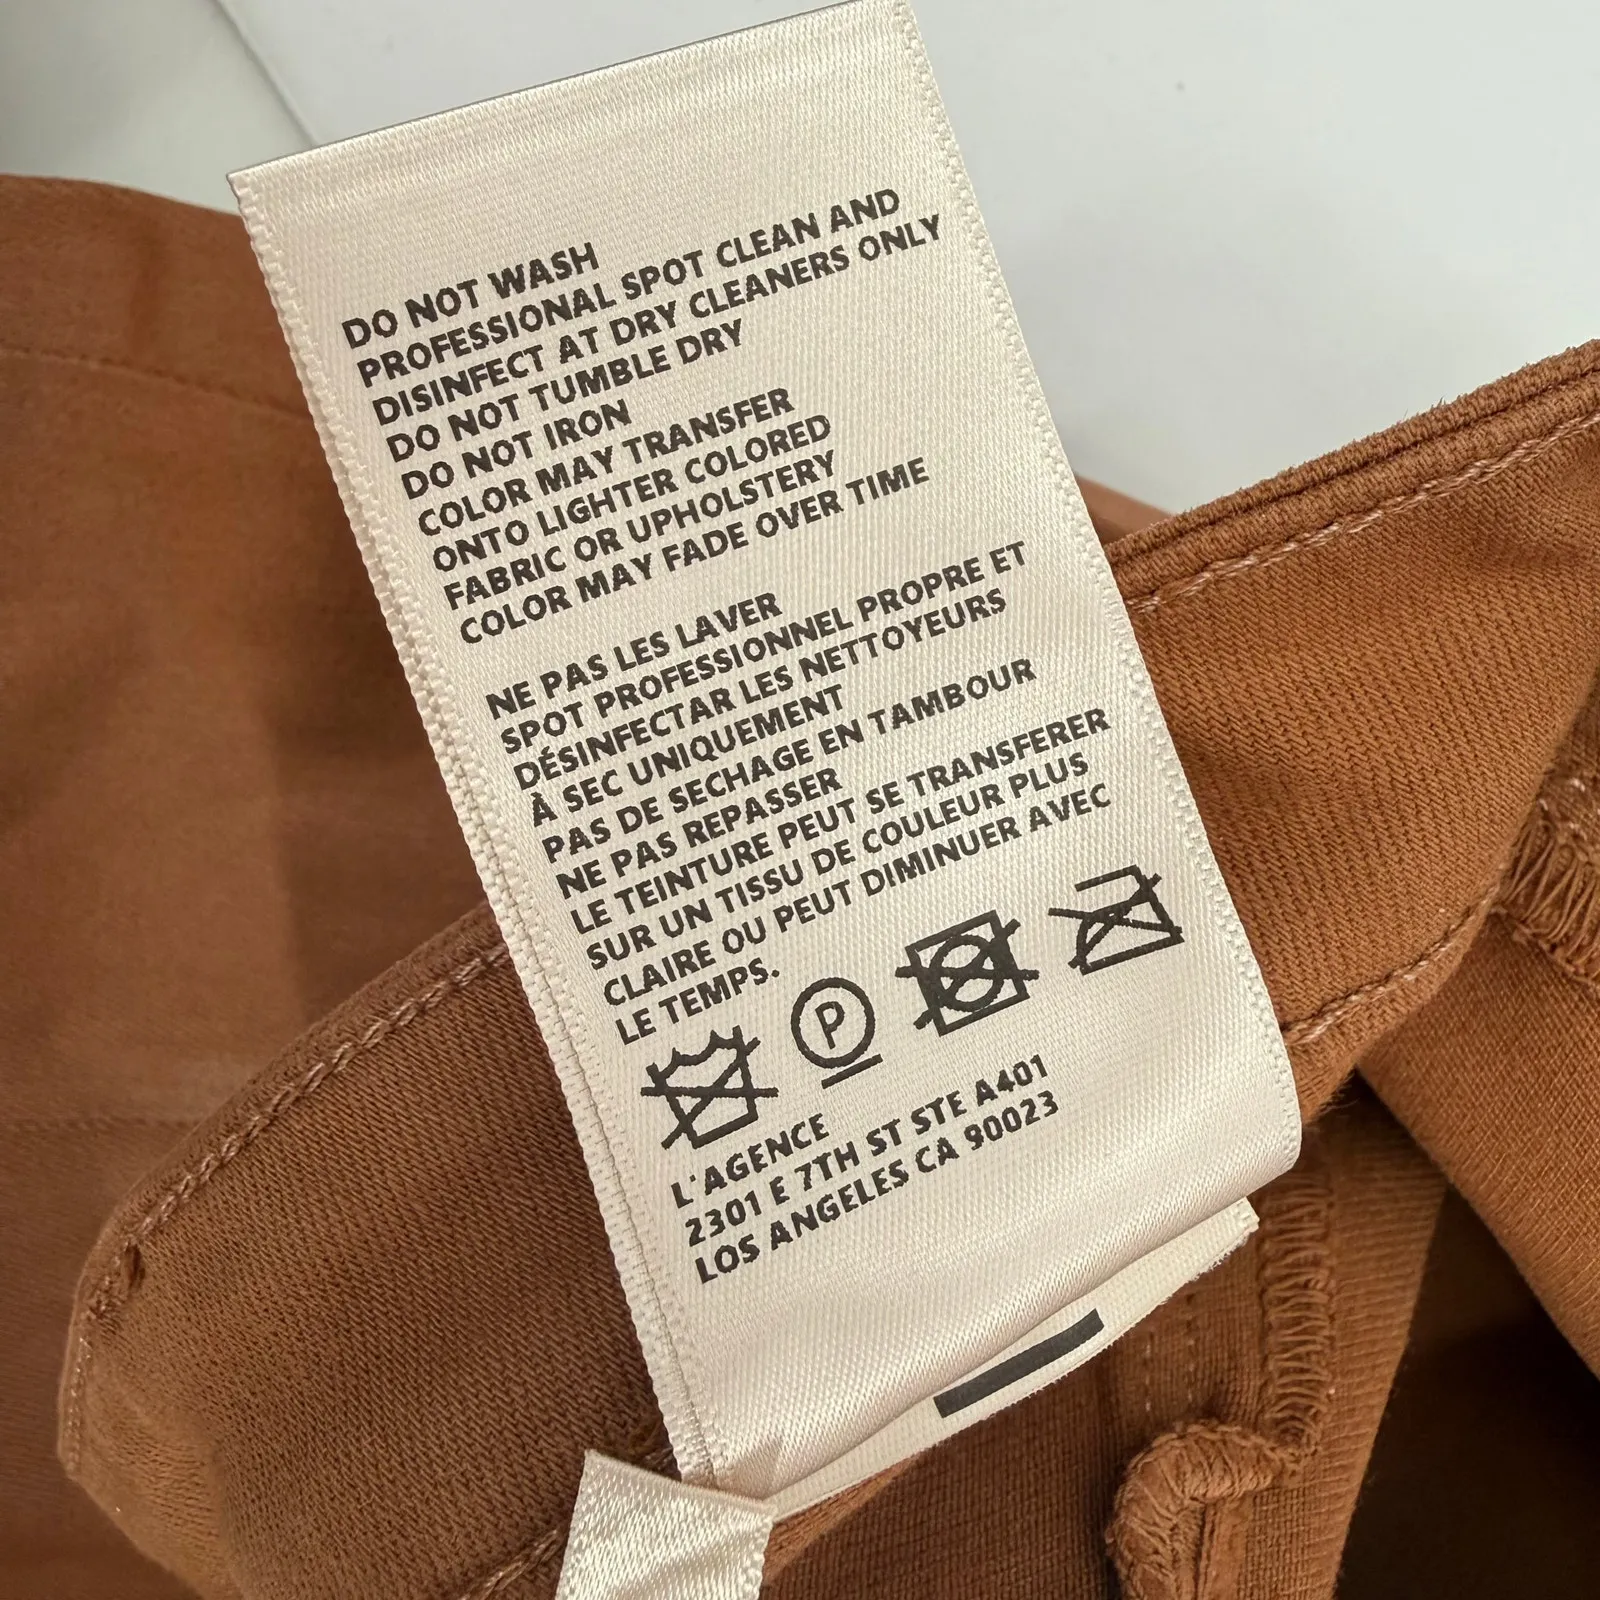 DO NOT WASH
PROFESSIONAL SPOT CLEAN AND
DISINFECT AT DRY CLEANERS ONLY
DO NOT TUMBLE DRY
DO NOT IRON
COLOR MAY TRANSFER
ONTO LIGHTER COLORED
FABRIC OR UPHOLSTERY
COLOR MAY FADE OVER TIME
NE PAS LES LAVER
SPOT PROFESSIONNEL PROPRE ET
DÉSINFECTAR LES NETTOYEURS
À SEC UNIQUEMENT
PAS DE SECHAGE EN TAMBOUR
NE PAS REPASSER
LE TEINTURE PEUT SE TRANSFERER
SUR UN TISSU DE COULEUR PLUS
CLAIRE OU PEUT DIMINUER AVEC
LE TEMPS.
P
L'AGENCE
2301 E 7TH ST STE A401
LOS ANGELES CA 90023